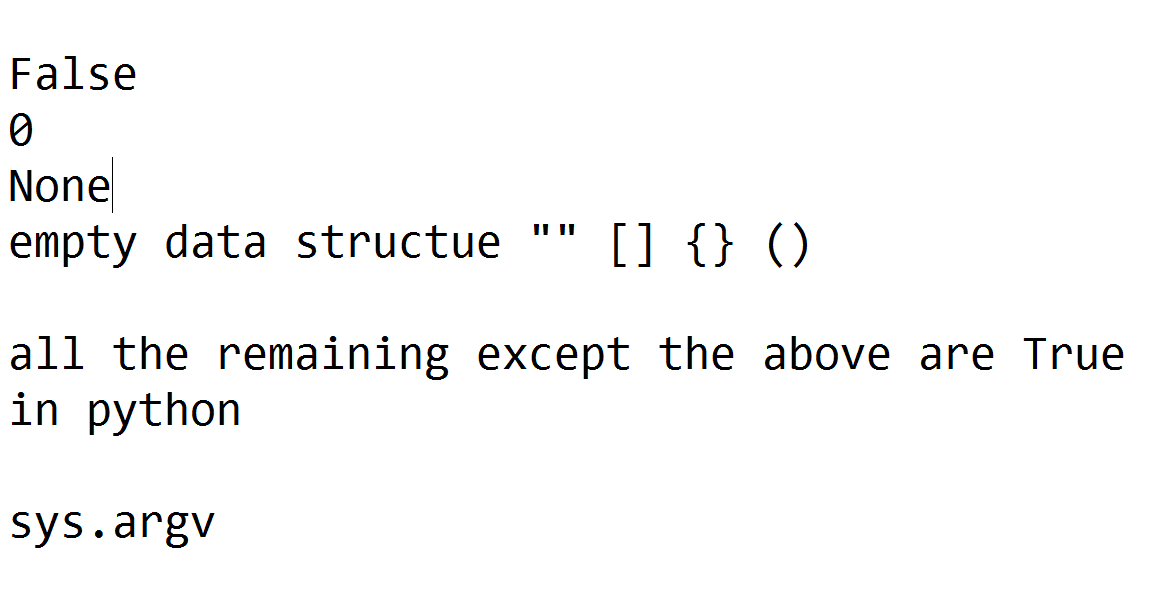 False
0
None
empty data structue "" [] {} ()
all the remaining except the above are True
in python
sys.argv